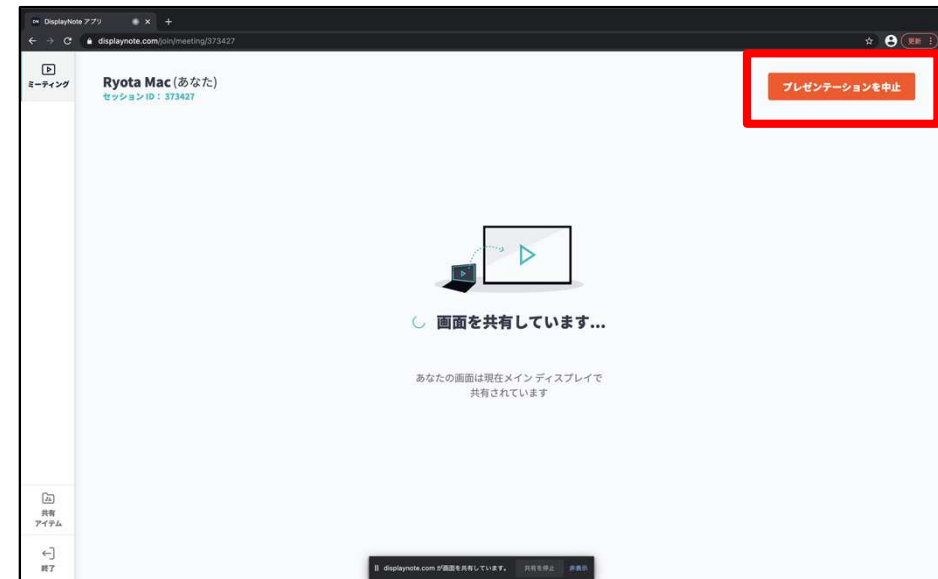 DisplayNote アプリ
displaynote.com/join/meeting/373427
更新
ミーティング
Ryota Mac (あなた)
セッション ID : 373427
プレゼンテーションを中止
画面を共有しています...
あなたの画面は現在メイン ディスプレイで
共有されています
共有
アイテム
終了
displaynote.com が画面を共有しています。 共有を停止 非表示